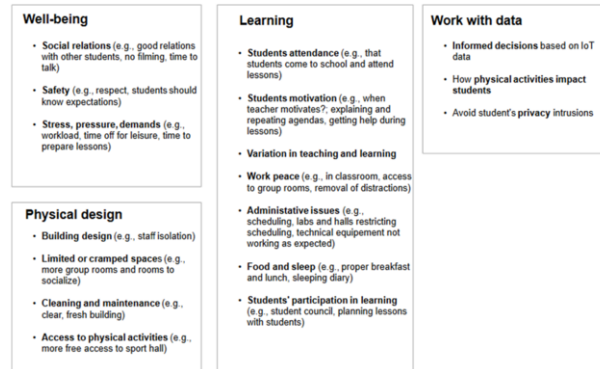 Well-being
• Social relations (e.g., good relations
with other students, no filming, time to
talk)
• Safety (e.g., respect, students should
know expectations)
• Stress, pressure, demands (e.g.,
workload, time off for leisure, time to
prepare lessons)
Physical design
• Building design (e.g., staff isolation)
• Limited or cramped spaces (e.g.,
more group rooms and rooms to
socialize)
• Cleaning and maintenance (e.g.,
clear, fresh building)
• Access to physical activities (e.g.,
more free access to sport hall)
Learning
• Students attendance (e.g., that
students come to school and attend
lessons)
• Students motivation (e.g., when
teacher motivates?; explaining and
repeating agendas, getting help during
lessons)
• Variation in teaching and learning
• Work peace (e.g., in classroom, access
to group rooms, removal of distractions)
• Administative issues (e.g.,
scheduling, labs and halls restricting
scheduling, technical equipement not
working as expected)
• Food and sleep (e.g., proper breakfast
and lunch, sleeping diary)
• Students' participation in learning
(e.g., student council, planning lessons
with students)
Work with data
• Informed decisions based on IoT
data
• How physical activities impact
students
• Avoid student's privacy intrusions